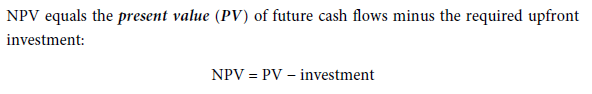 NPV equals the present value (PV) of future cash flows minus the required upfront
investment:
NPV = PV − investment